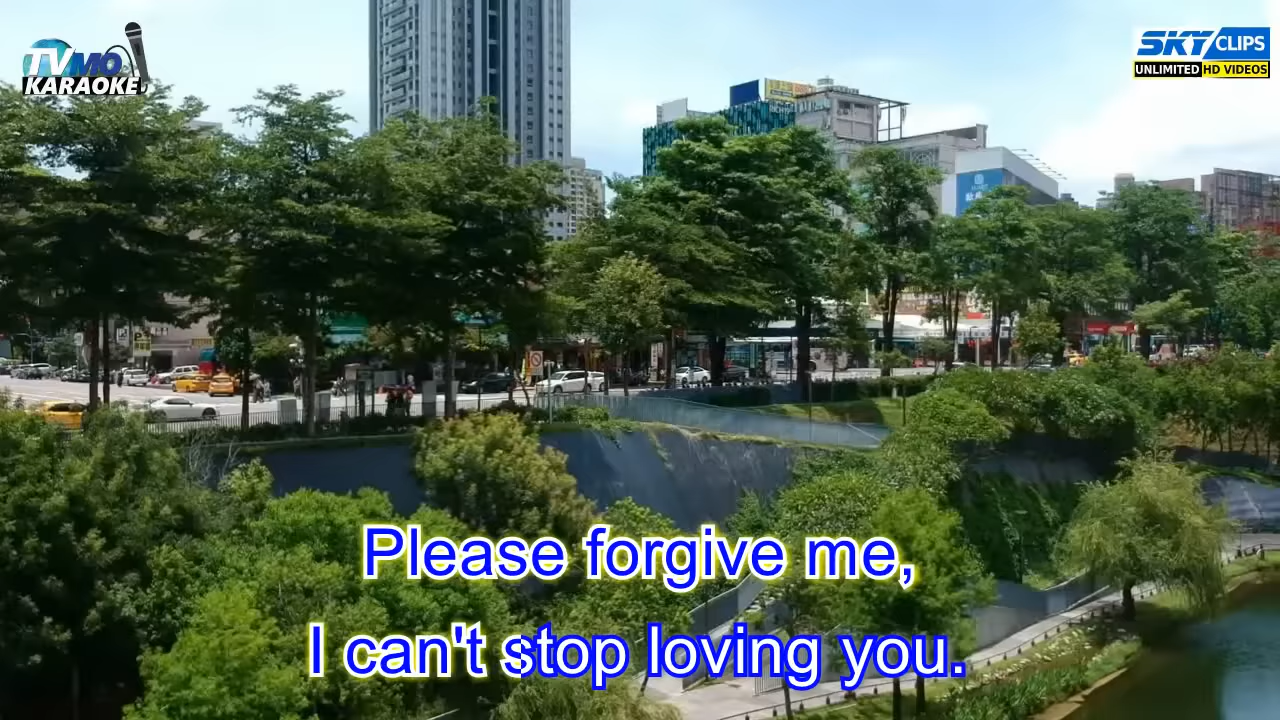 TVMO
KARAOKE
SKY CLIPS
UNLIMITED HD VIDEOS
Please forgive me,
I can't stop loving you.